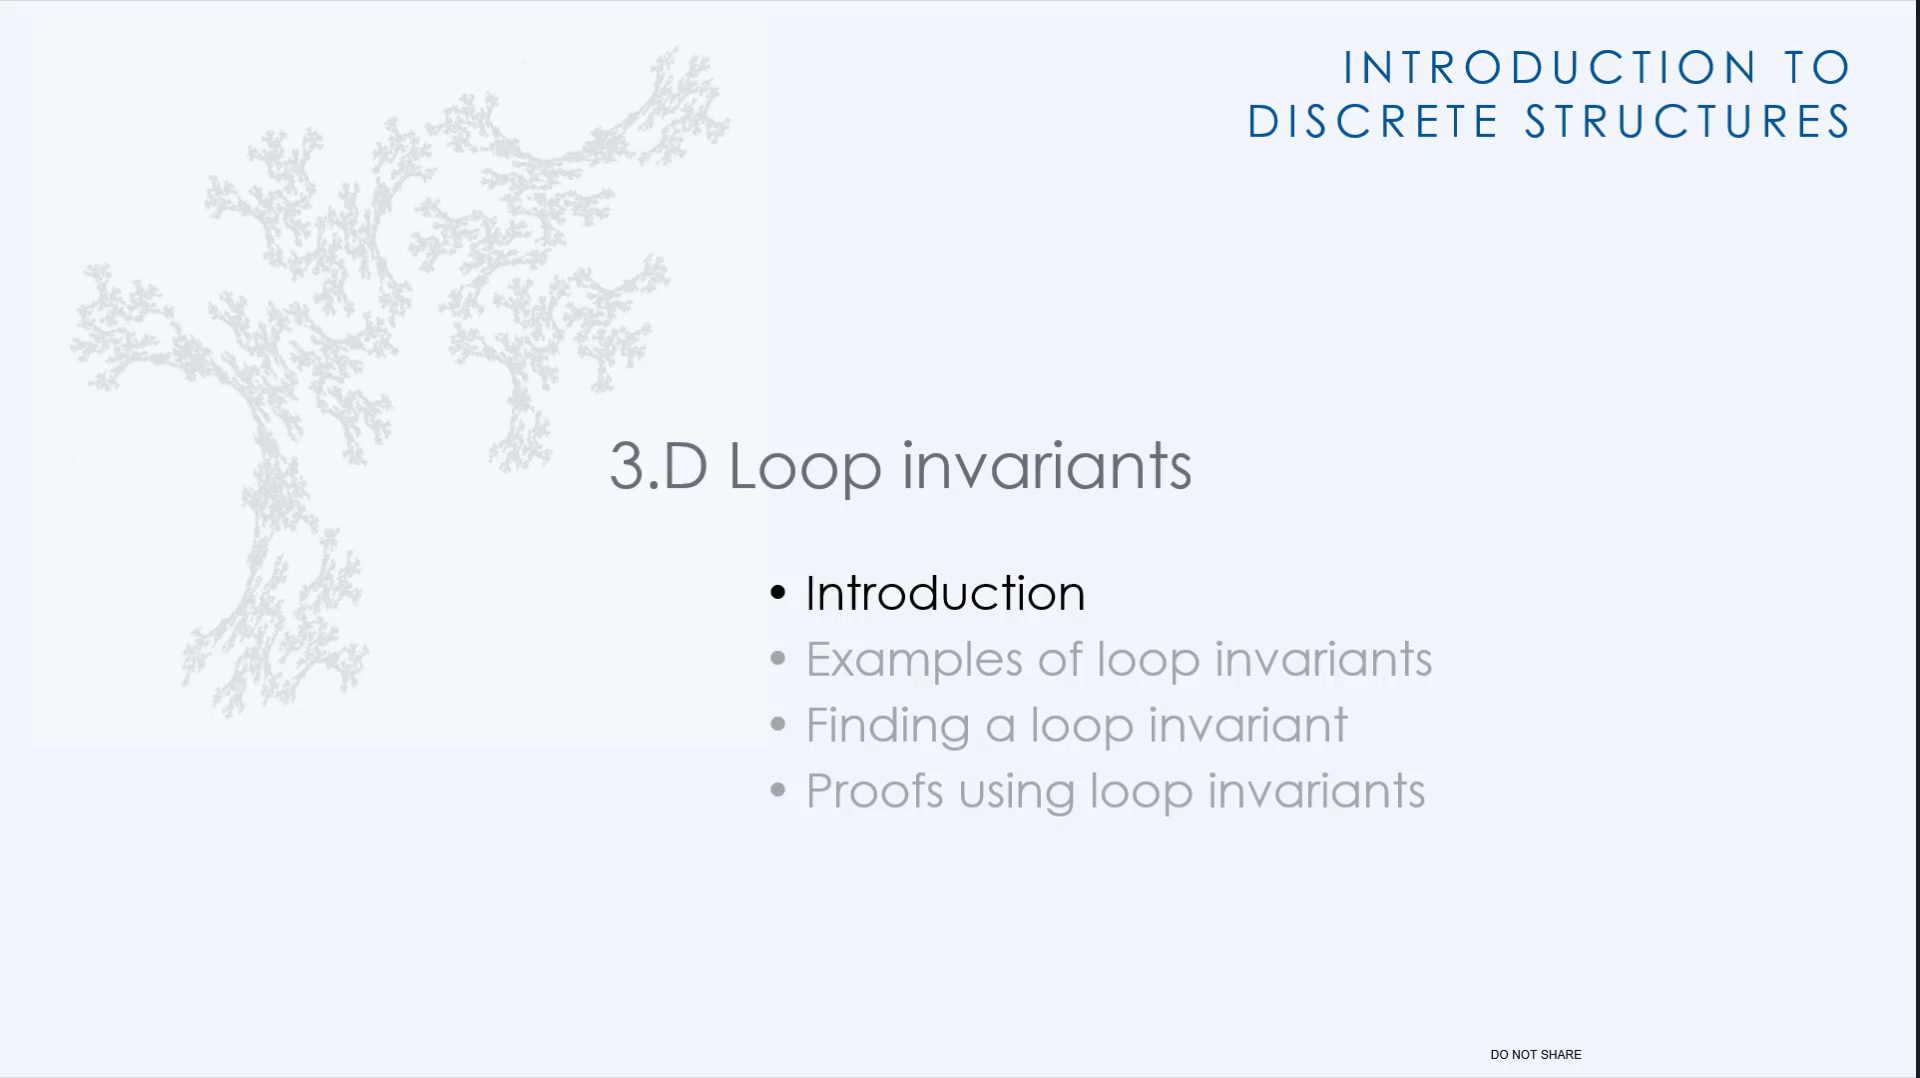 INTRODUCTION TO
DISCRETE STRUCTURES
3.D Loop invariants
• Introduction
• Examples of loop invariants
• Finding a loop invariant
• Proofs using loop invariants
DO NOT SHARE